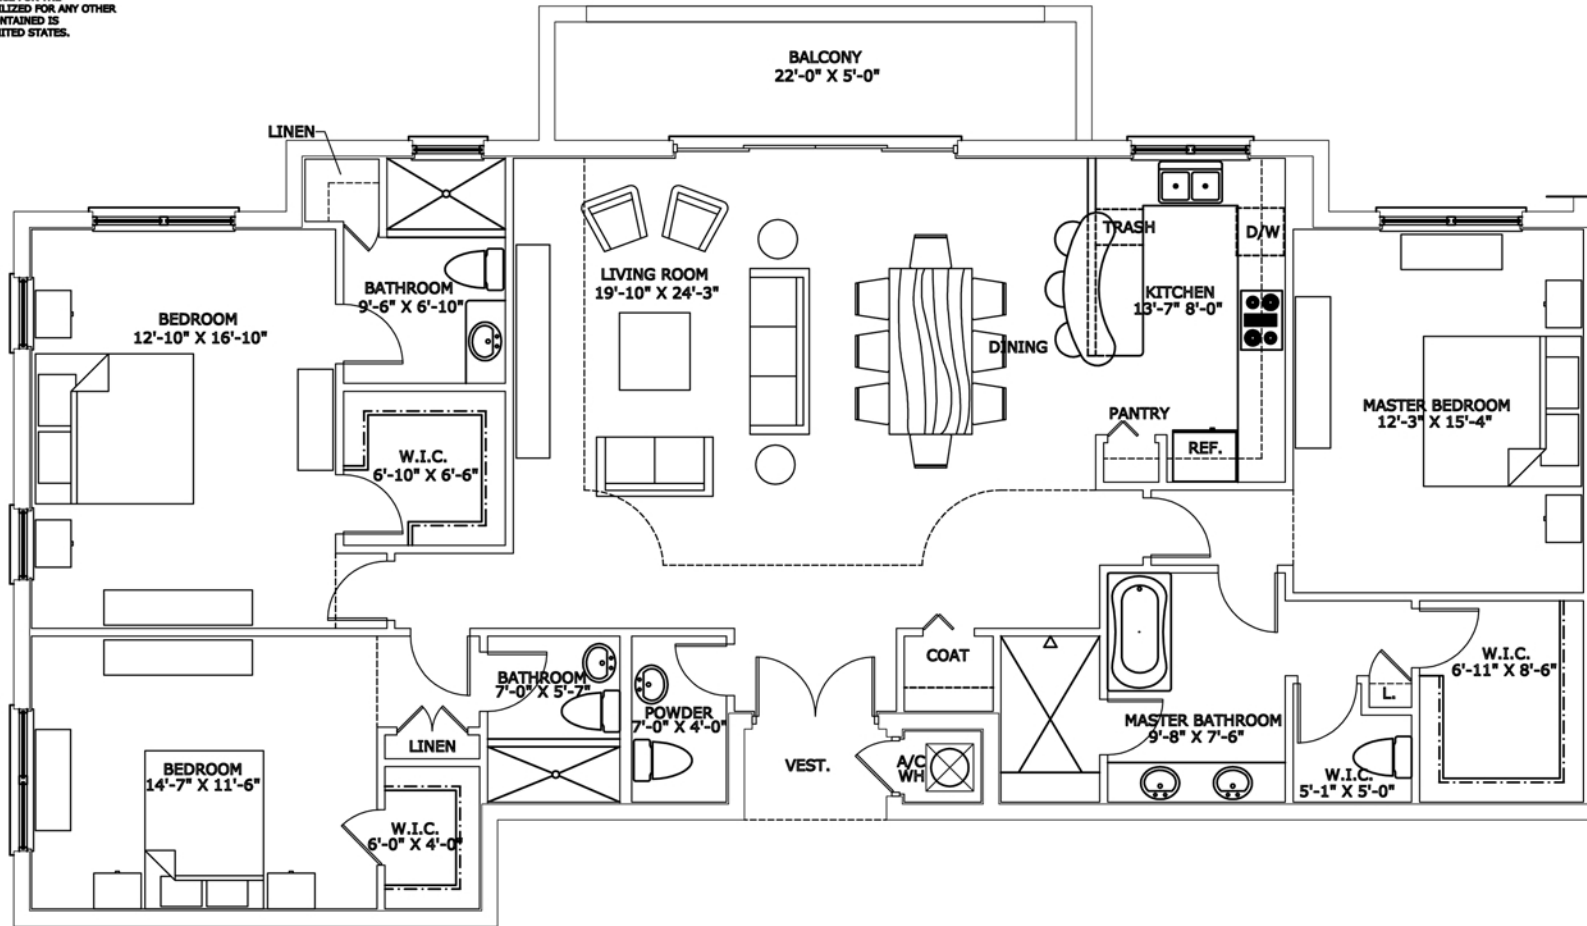 TILIZED FOR ANY OTHER
NTAINED IS
ITED STATES.
BALCONY
22'-0" X 5'-0"
LINEN
BATHROOM
9'-6" X 6'-10"
LIVING ROOM
19'-10" X 24'-3"
TRASH
D/W
KITCHEN
13'-7" 8'-0"
BEDROOM
12'-10" X 16'-10"
DINING
MASTER BEDROOM
12'-3" X 15'-4"
PANTRY
REF.
W.I.C.
6'-10" X 6'-6"
COAT
BATHROOM
7'-0" X 5'-7"
POWDER
7'-0" X 4'-0"
W.I.C.
6'-11" X 8'-6"
L.
MASTER BATHROOM
9'-8" X 7'-6"
LINEN
VEST.
A/C
WH
BEDROOM
14'-7" X 11'-6"
W.I.C.
5'-1" X 5'-0"
W.I.C.
6'-0" X 4'-0"